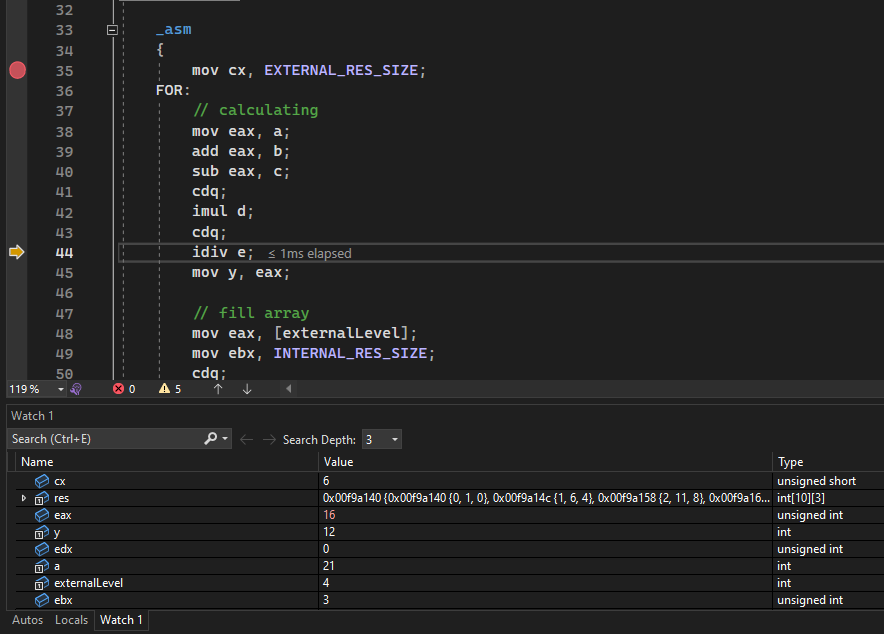 32
33 _asm
34 {
35 mov cx, EXTERNAL_RES_SIZE;
36 FOR:
37 // calculating
38 mov eax, a;
39 add eax, b;
40 sub eax, c;
41 cdq;
42 imul d;
43 cdq;
44 idiv e; ≤ 1ms elapsed
45 mov y, eax;
46
47 // fill array
48 mov eax, [externalLevel];
49 mov ebx, INTERNAL_RES_SIZE;
50 cdq;
119 % 0 5
Watch 1
Search (Ctrl+E) Search Depth: 3
Name Value Type
cx 6 unsigned short
res 0x00f9a140 {0x00f9a140 {0, 1, 0}, 0x00f9a14c {1, 6, 4}, 0x00f9a158 {2, 11, 8}, 0x00f9a16... int[10][3]
eax 16 unsigned int
y 12 int
edx 0 unsigned int
a 21 int
externalLevel 4 int
ebx 3 unsigned int
Autos Locals Watch 1